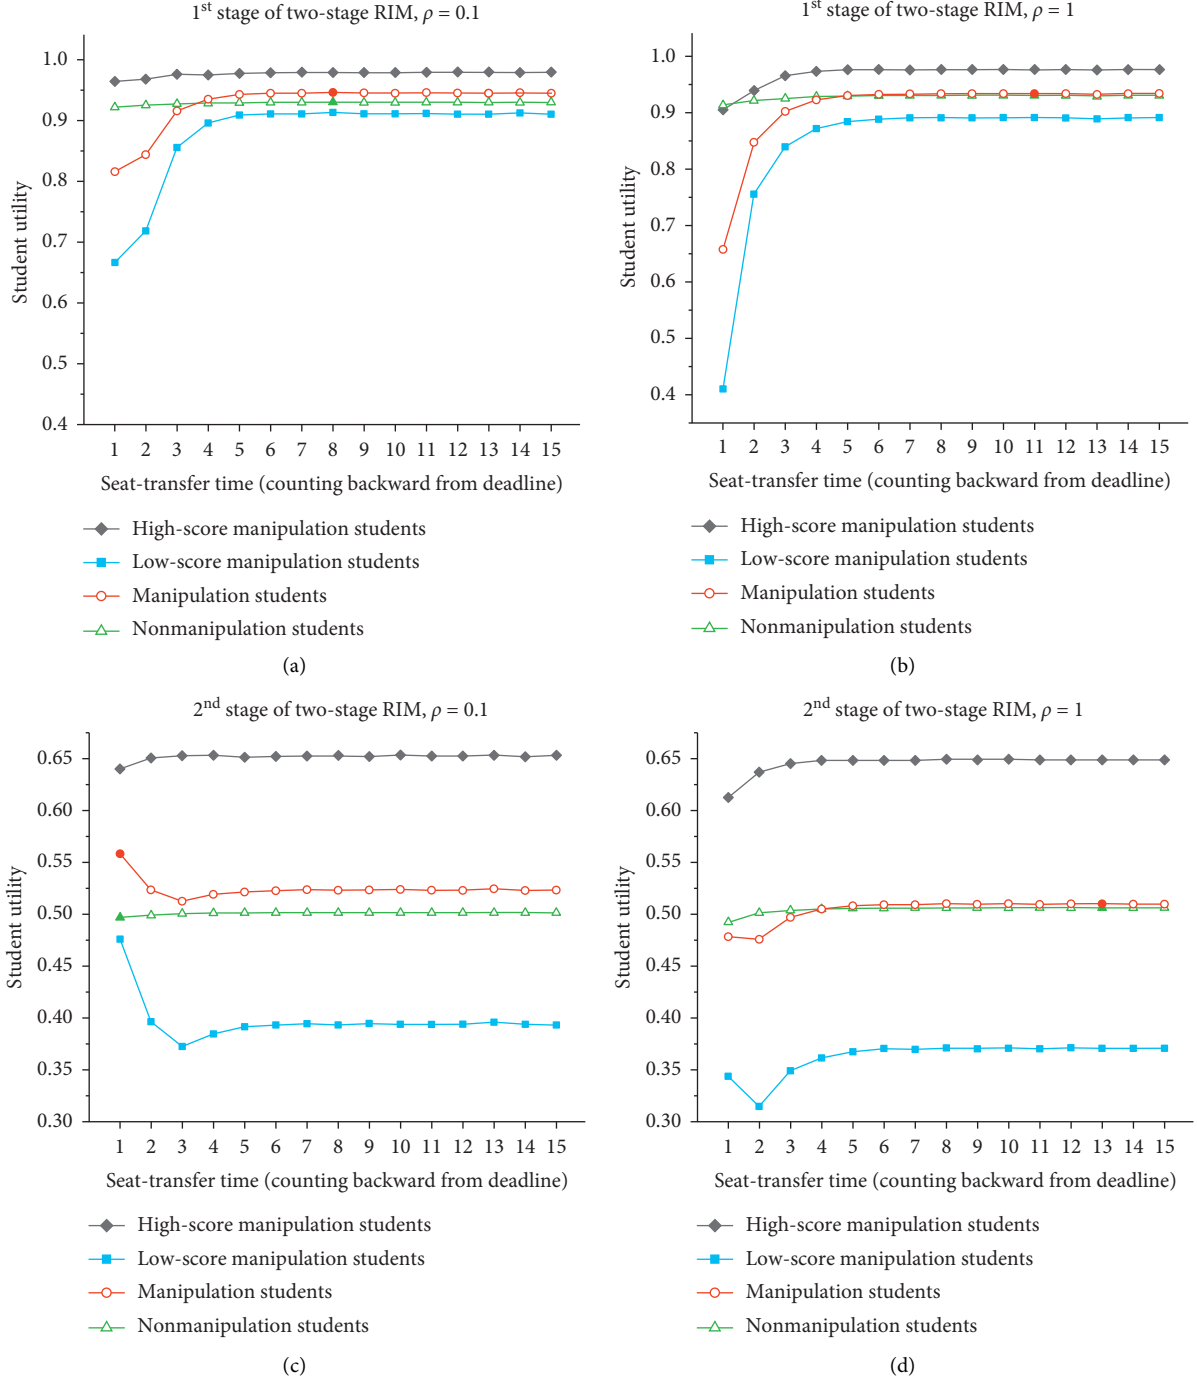 1st stage of two-stage RIM, ρ = 0.1
1.0
0.9
0.8
0.7
0.6
0.5
0.4
Student utility
1 2 3 4 5 6 7 8 9 10 11 12 13 14 15
Seat-transfer time (counting backward from deadline)
High-score manipulation students
Low-score manipulation students
Manipulation students
Nonmanipulation students
(a)
1st stage of two-stage RIM, ρ = 1
1.0
0.9
0.8
0.7
0.6
0.5
0.4
Student utility
1 2 3 4 5 6 7 8 9 10 11 12 13 14 15
Seat-transfer time (counting backward from deadline)
High-score manipulation students
Low-score manipulation students
Manipulation students
Nonmanipulation students
(b)
2nd stage of two-stage RIM, ρ = 0.1
0.65
0.60
0.55
0.50
0.45
0.40
0.35
0.30
Student utility
1 2 3 4 5 6 7 8 9 10 11 12 13 14 15
Seat-transfer time (counting backward from deadline)
High-score manipulation students
Low-score manipulation students
Manipulation students
Nonmanipulation students
(c)
2nd stage of two-stage RIM, ρ = 1
0.65
0.60
0.55
0.50
0.45
0.40
0.35
0.30
Student utility
1 2 3 4 5 6 7 8 9 10 11 12 13 14 15
Seat-transfer time (counting backward from deadline)
High-score manipulation students
Low-score manipulation students
Manipulation students
Nonmanipulation students
(d)